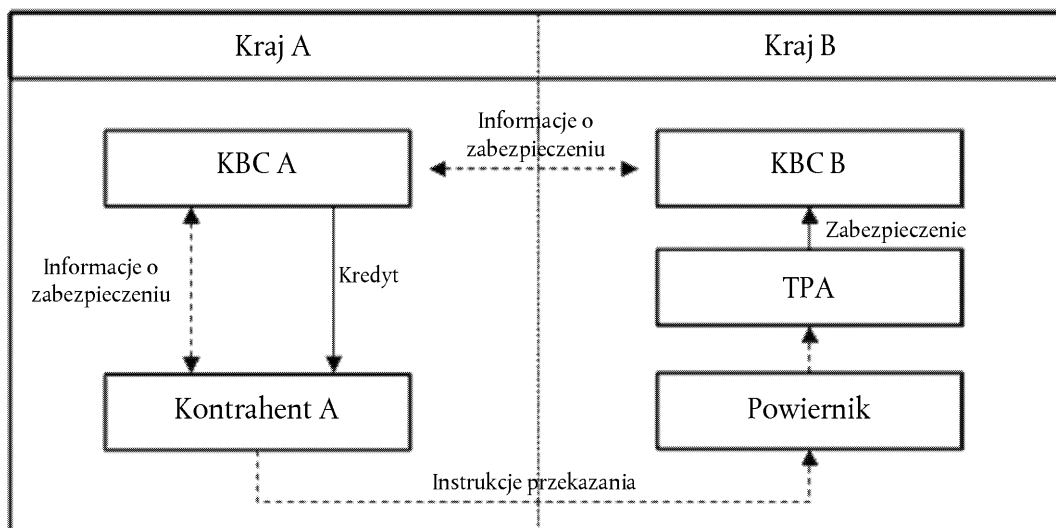 Kraj A
Kraj B
Informacje o
zabezpieczeniu
KBC A
KBC B
Zabezpieczenie
Informacje o
zabezpieczeniu
Kredyt
TPA
Kontrahent A
Powiernik
Instrukcje przekazania